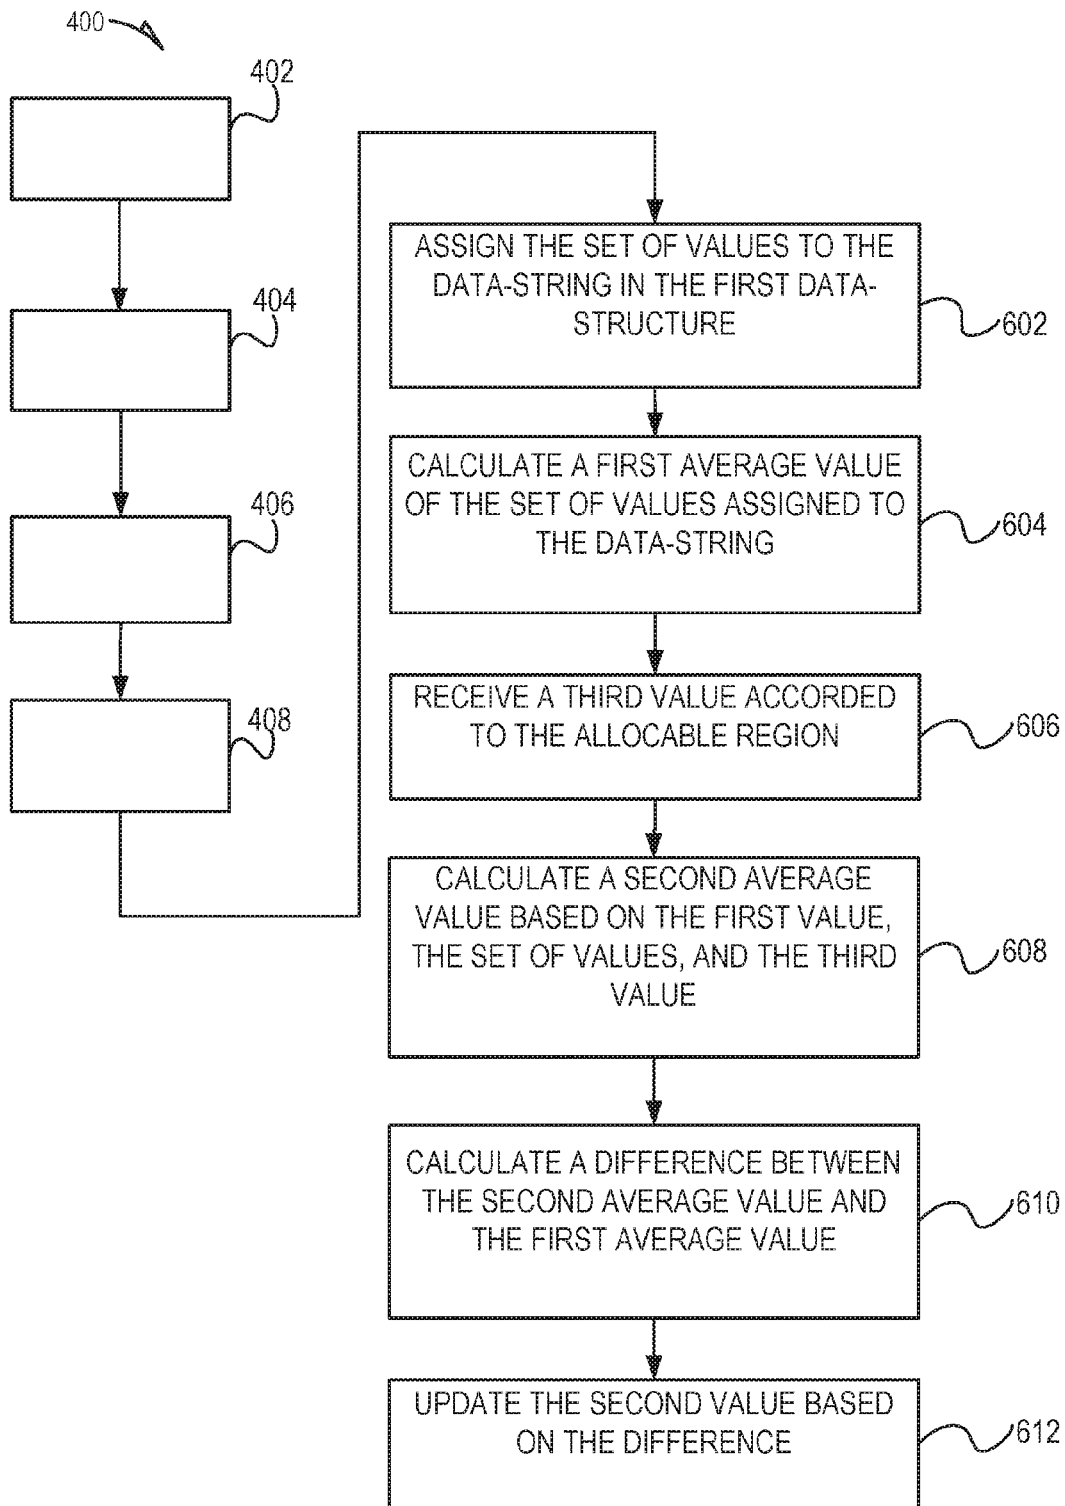 400
402
404
406
408
ASSIGN THE SET OF VALUES TO THE
DATA-STRING IN THE FIRST DATA-
STRUCTURE
602
CALCULATE A FIRST AVERAGE VALUE
OF THE SET OF VALUES ASSIGNED TO
THE DATA-STRING
604
RECEIVE A THIRD VALUE ACCORDED
TO THE ALLOCABLE REGION
606
CALCULATE A SECOND AVERAGE
VALUE BASED ON THE FIRST VALUE,
THE SET OF VALUES, AND THE THIRD
VALUE
608
CALCULATE A DIFFERENCE BETWEEN
THE SECOND AVERAGE VALUE AND
THE FIRST AVERAGE VALUE
610
UPDATE THE SECOND VALUE BASED
ON THE DIFFERENCE
612